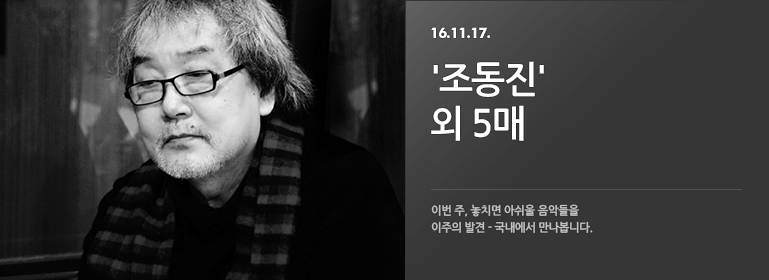 16.11.17.
'조동진'
외 5매
이번 주, 놓치면 아쉬울 음악들을
이주의 발견 - 국내에서 만나봅니다.